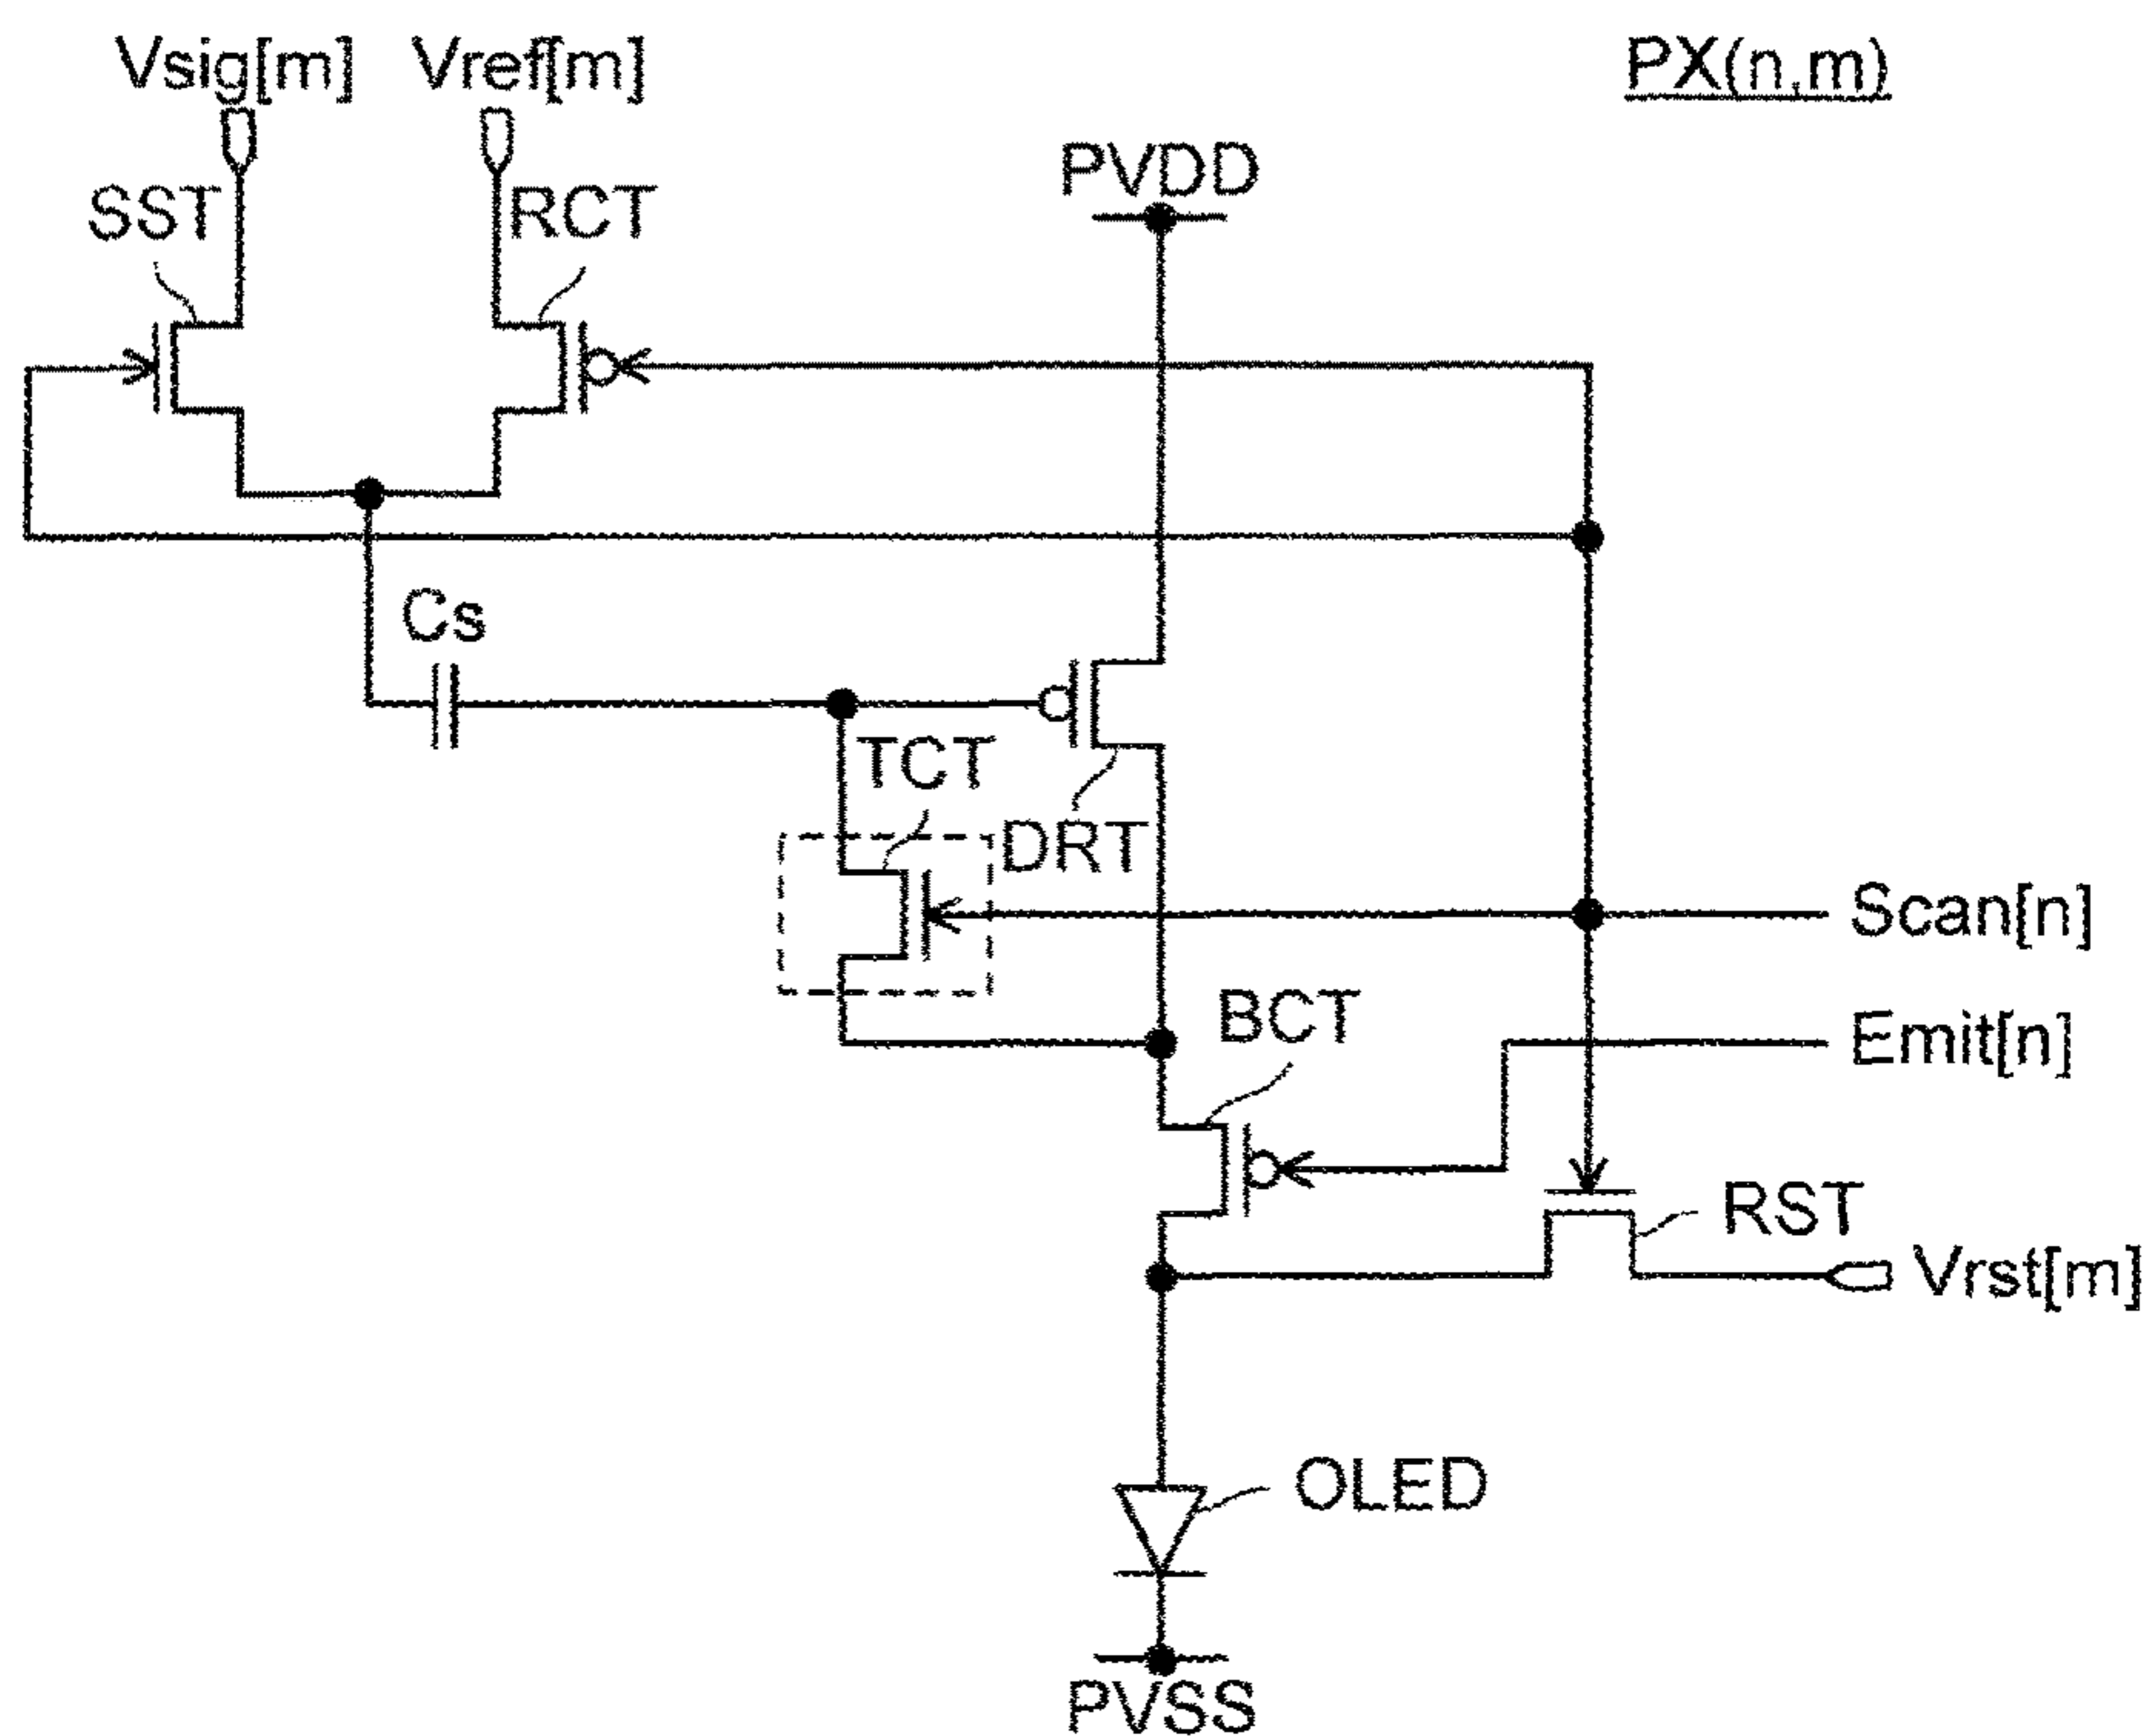 Vsig[m] Vref[m] PX(n,m)
PVDD
SST RCT
Cs
TCT
DRT
Scan[n]
BCT Emit[n]
RST
Vrst[m]
OLED
PVSS